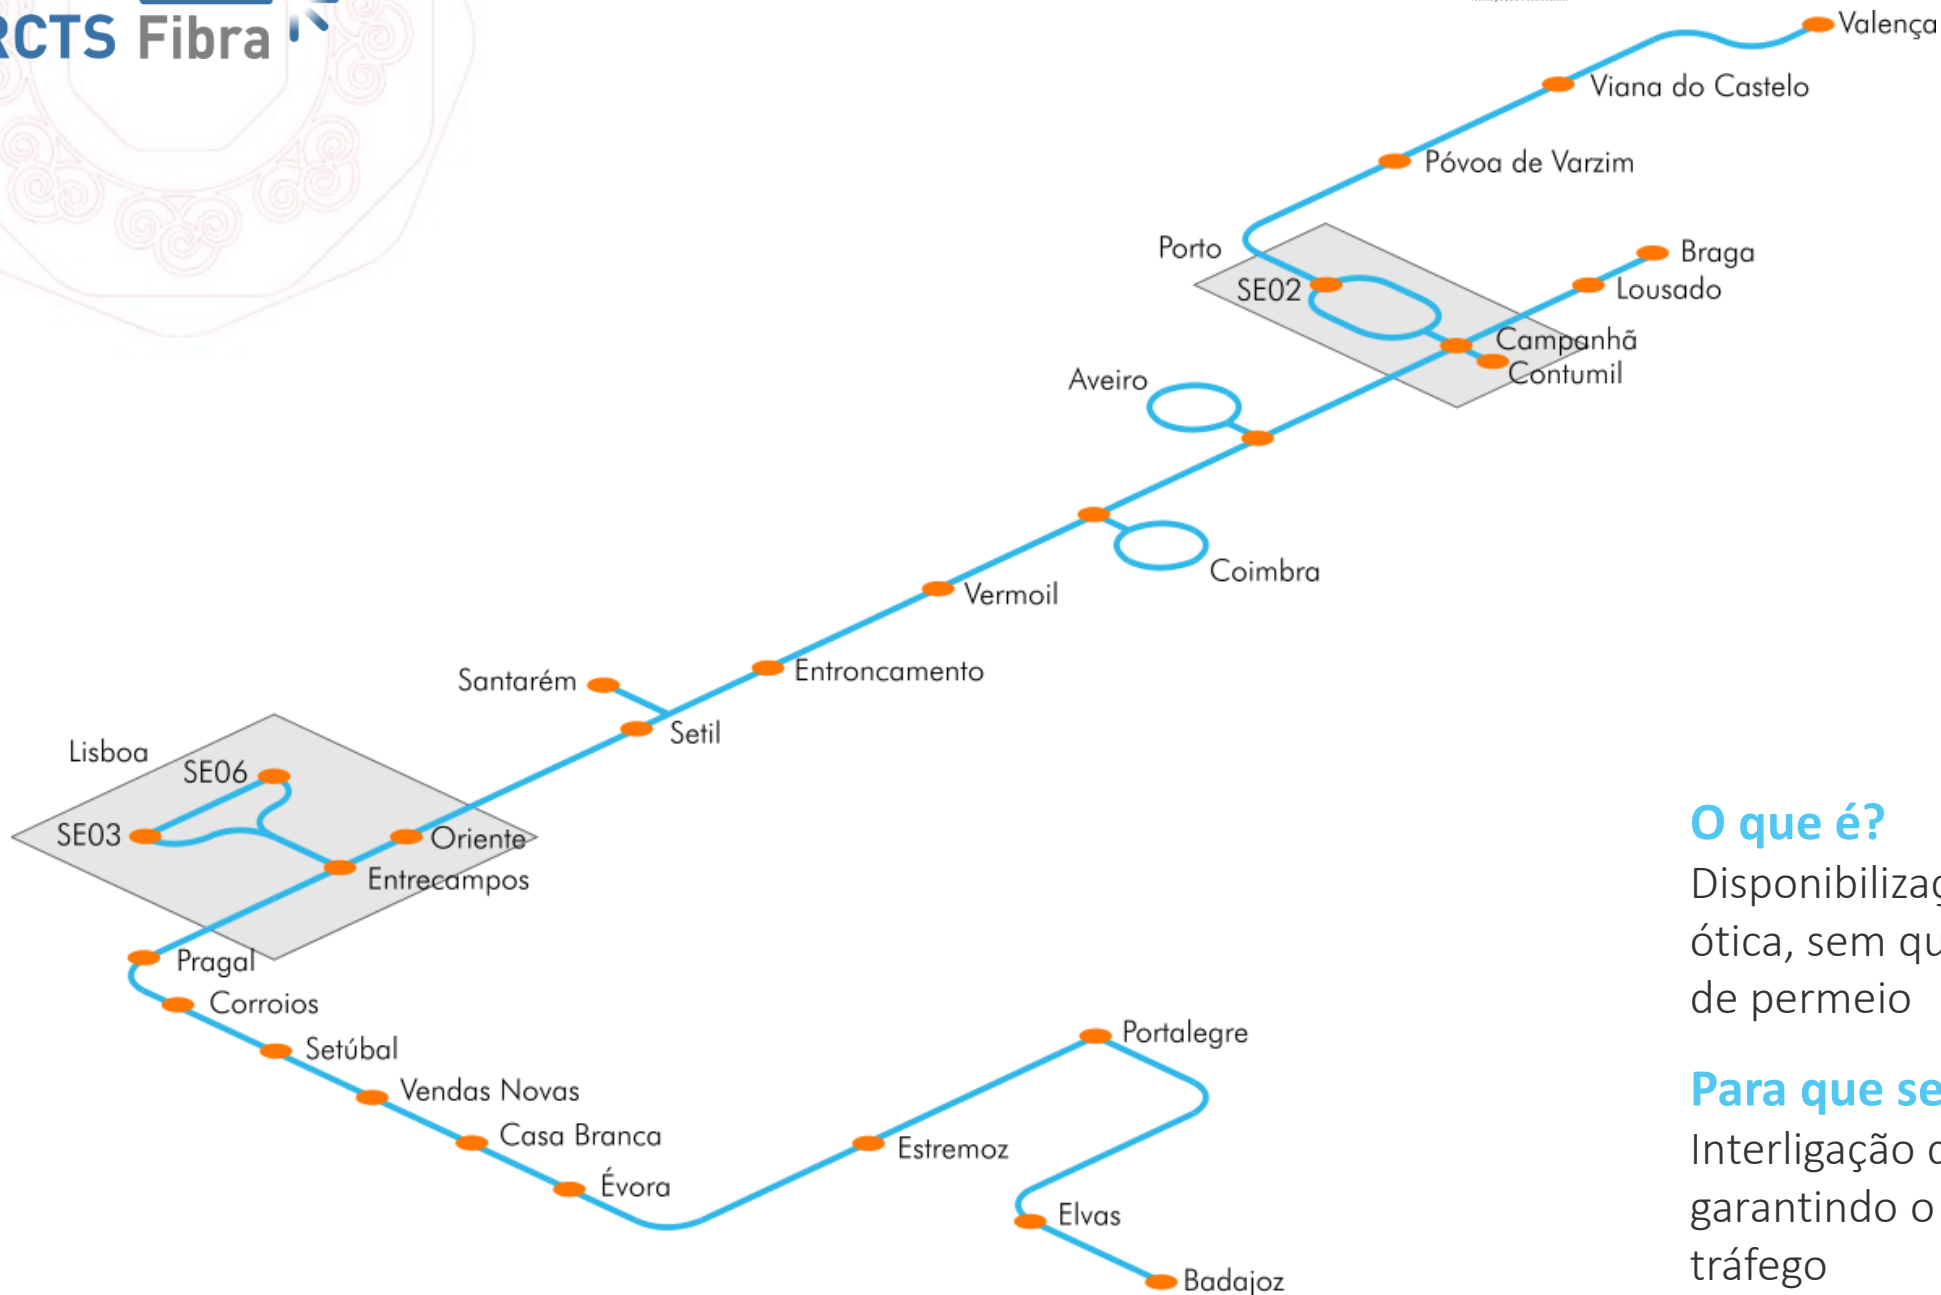 RCTS Fibra
Valença
Viana do Castelo
Póvoa de Varzim
Porto
Braga
SE02
Lousado
Campanhã
Contumil
Aveiro
Coimbra
Vermoil
Entroncamento
Santarém
Setil
Lisboa
SE06
SE03
Oriente
Entrecampos
Pragal
Corroios
Setúbal
Vendas Novas
Casa Branca
Évora
Portalegre
Estremoz
Elvas
Badajoz
O que é?
Disponibilizaç
ótica, sem qu
de permeio
Para que se
Interligação
garantindo o
tráfego